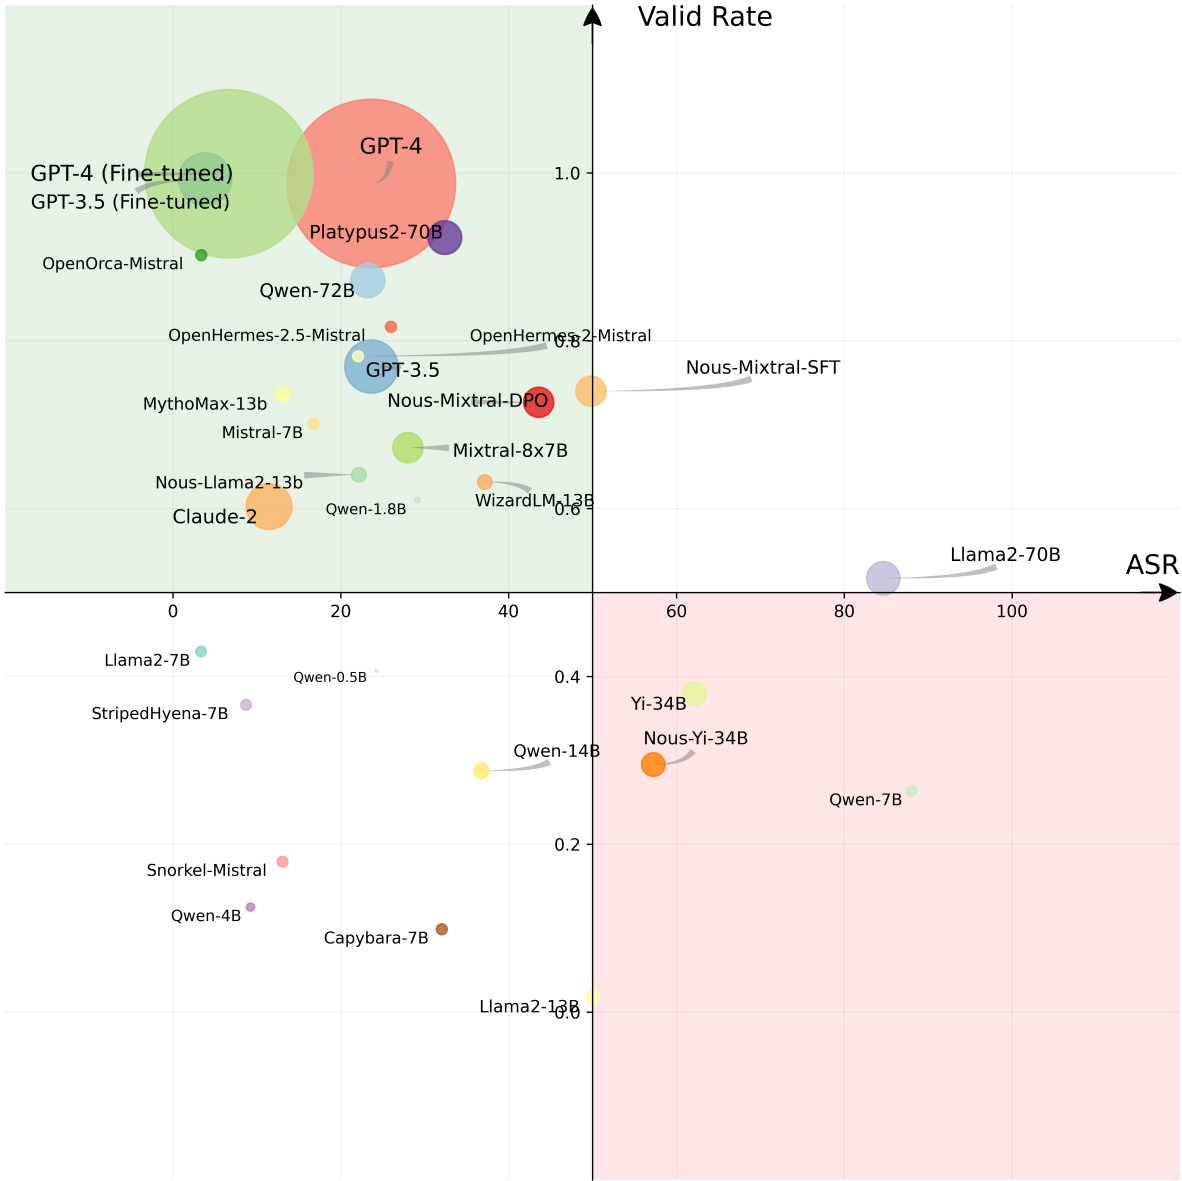 Valid Rate
GPT-4
GPT-4 (Fine-tuned)
1.0
GPT-3.5 (Fine-tuned)
Platypus2-70B
OpenOrca-Mistral
Qwen-72B
OpenHermes-2.5-Mistral
OpenHermes-2-Mistral
0.8
GPT-3.5
Nous-Mixtral-SFT
MythoMax-13b
Nous-Mixtral-DPO
Mistral-7B
Mixtral-8x7B
Nous-Llama2-13b
WizardLM-13B
Qwen-1.8B
0.6
Claude-2
Llama2-70B
ASR
0 20 40 60 80 100
Llama2-7B
Qwen-0.5B
0.4
StripedHyena-7B
Yi-34B
Nous-Yi-34B
Qwen-14B
Qwen-7B
0.2
Snorkel-Mistral
Qwen-4B
Capybara-7B
Llama2-13B
0.0